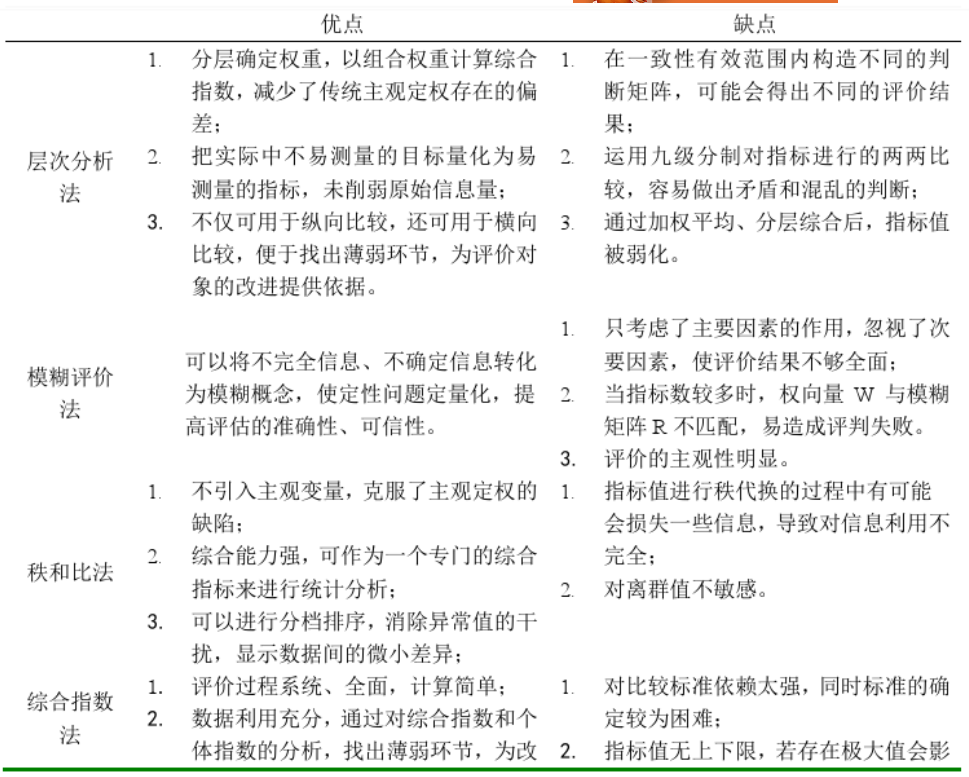 优点 缺点
层次分析法
1. 分层确定权重，以组合权重计算综合
指数，减少了传统主观定权存在的偏
差；
2. 把实际中不易测量的目标量化为易
测量的指标，未削弱原始信息量；
3. 不仅可用于纵向比较，还可用于横向
比较，便于找出薄弱环节，为评价对
象的改进提供依据。
1. 在一致性有效范围内构造不同的判
断矩阵，可能会得出不同的评价结
果；
2. 运用九级分制对指标进行的两两比
较，容易做出矛盾和混乱的判断；
3. 通过加权平均、分层综合后，指标值
被弱化。
模糊评价
法
可以将不完全信息、不确定信息转化
为模糊概念，使定性问题定量化，提
高评估的准确性、可信性。
1. 只考虑了主要因素的作用，忽视了次
要因素，使评价结果不够全面；
2. 当指标数较多时，权向量 W 与模糊
矩阵 R 不匹配，易造成评判失败。
3. 评价的主观性明显。
秩和比法
1. 不引入主观变量，克服了主观定权的
缺陷；
2. 综合能力强，可作为一个专门的综合
指标来进行统计分析；
3. 可以进行分档排序，消除异常值的干
扰，显示数据间的微小差异；
1. 指标值进行秩代换的过程中有可能
会损失一些信息，导致对信息利用不
完全；
2. 对离群值不敏感。
综合指数
法
1. 评价过程系统、全面，计算简单；
2. 数据利用充分，通过对综合指数和个
体指数的分析，找出薄弱环节，为改
1. 对比较标准依赖太强，同时标准的确
定较为困难；
2. 指标值无上下限，若存在极大值会影